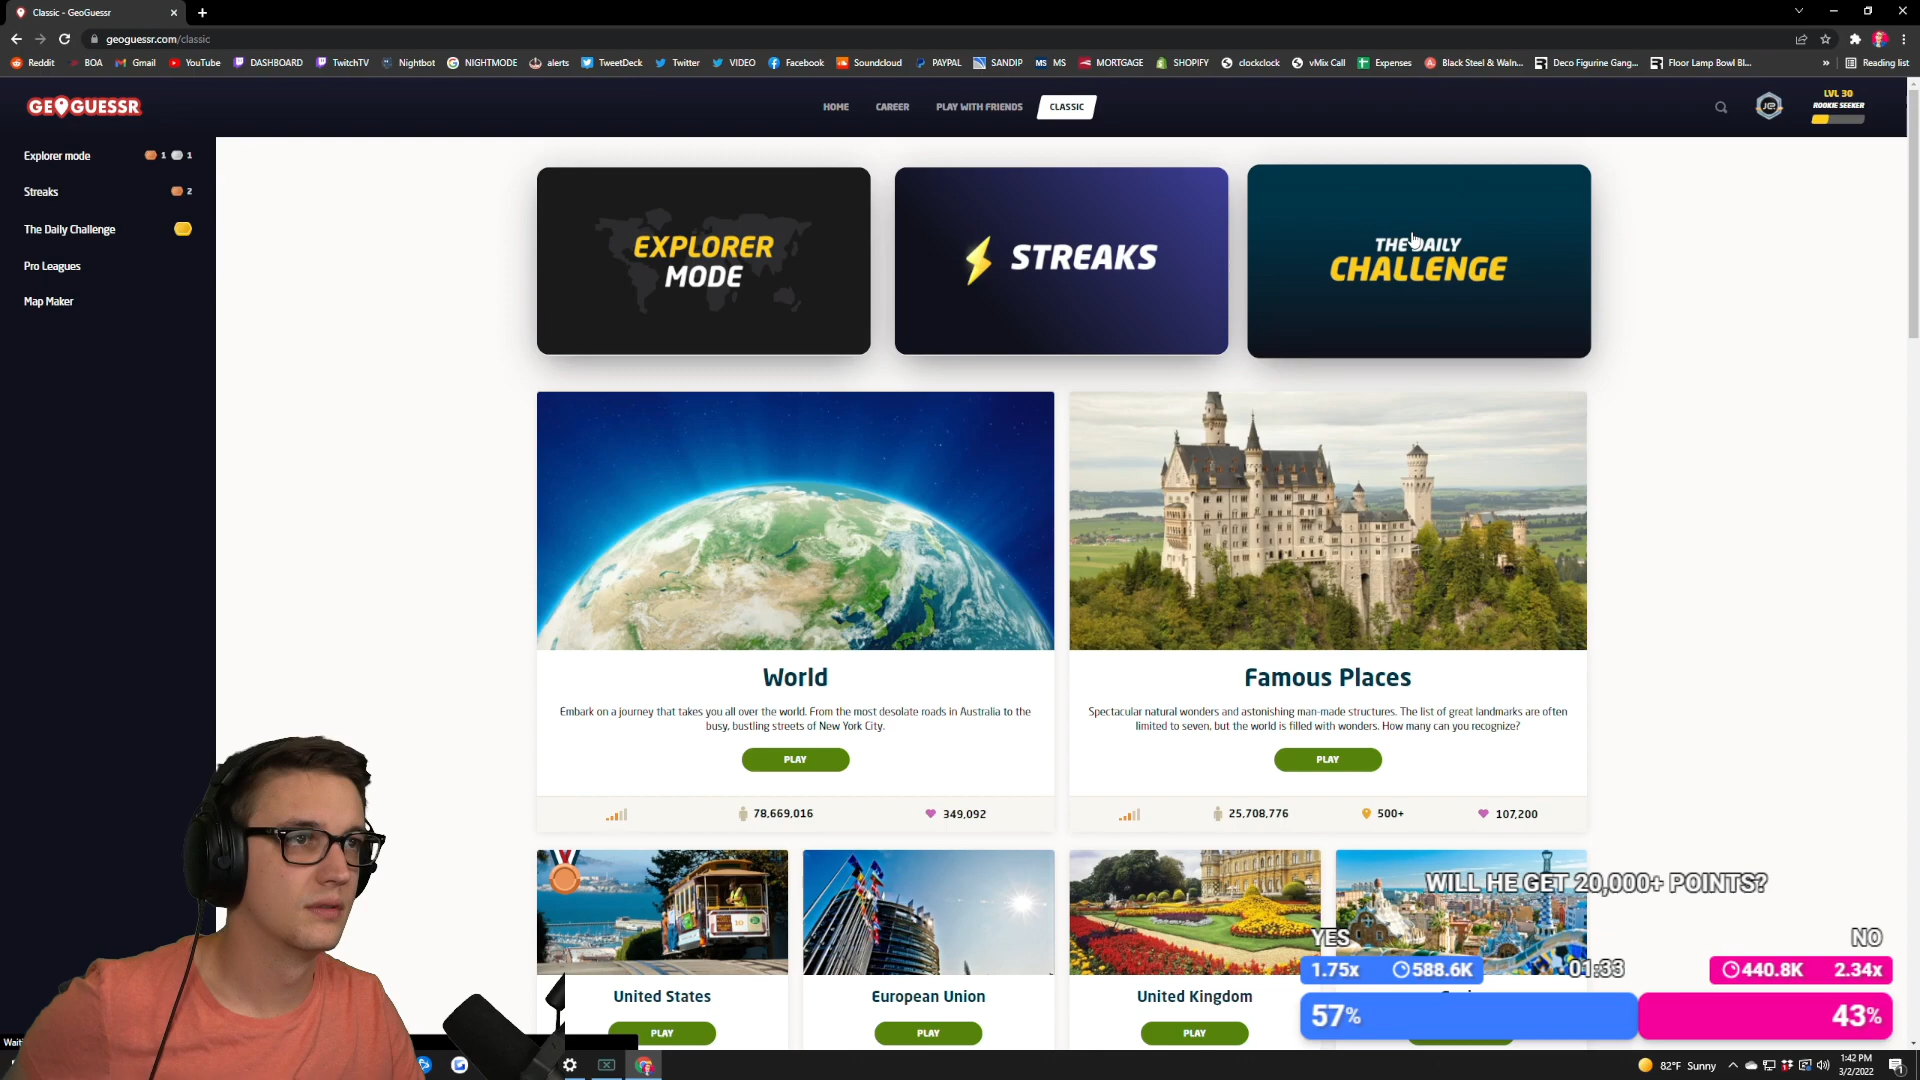 Classic - GeoGuessr
geoguessr.com/classic
Reddit BOA Gmail YouTube DASHBOARD TwitchTV Nightbot NIGHTMODE alerts TweetDeck Twitter VIDEO Facebook Soundcloud PAYPAL SANDIP MS MS MORTGAGE SHOPIFY clockclock vMix Call Expenses Black Steel & Waln... Deco Figurine Gang... Floor Lamp Bowl Bl... » Reading list
GEOGUESSR
HOME CAREER PLAY WITH FRIENDS CLASSIC
LVL 30
ROOKIE SEEKER
Explorer mode 1 1
Streaks 2
The Daily Challenge
Pro Leagues
Map Maker
EXPLORER
MODE
STREAKS
THE DAILY
CHALLENGE
World
Embark on a journey that takes you all over the world. From the most desolate roads in Australia to the
busy, bustling streets of New York City.
PLAY
78,669,016 349,092
Famous Places
Spectacular natural wonders and astonishing man-made structures. The list of great landmarks are often
limited to seven, but the world is filled with wonders. How many can you recognize?
PLAY
25,708,776 500+ 107,200
United States
PLAY
European Union
PLAY
United Kingdom
PLAY
WILL HE GET 20,000+ POINTS?
YES NO
1.75x 588.6K 01:33 440.8K 2.34x
57% 43%
82°F Sunny
1:42 PM
3/2/2022